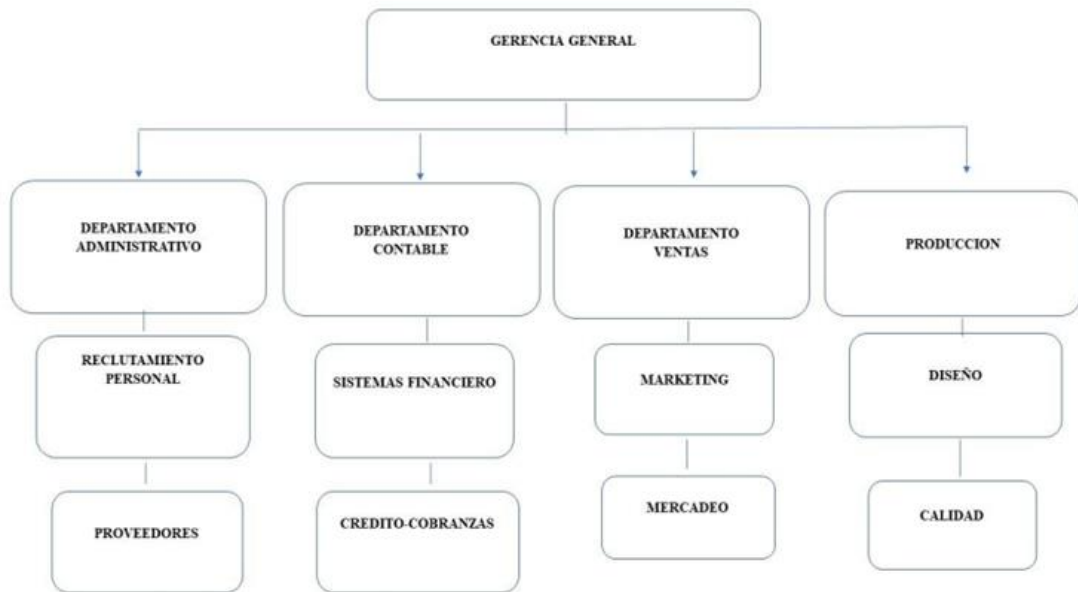 GERENCIA GENERAL
DEPARTAMENTO
ADMINISTRATIVO
DEPARTAMENTO
CONTABLE
DEPARTAMENTO
VENTAS
PRODUCCION
RECLUTAMIENTO
PERSONAL
SISTEMAS FINANCIERO
MARKETING
DISEÑO
PROVEEDORES
CREDITO-COBRANZAS
MERCADEO
CALIDAD